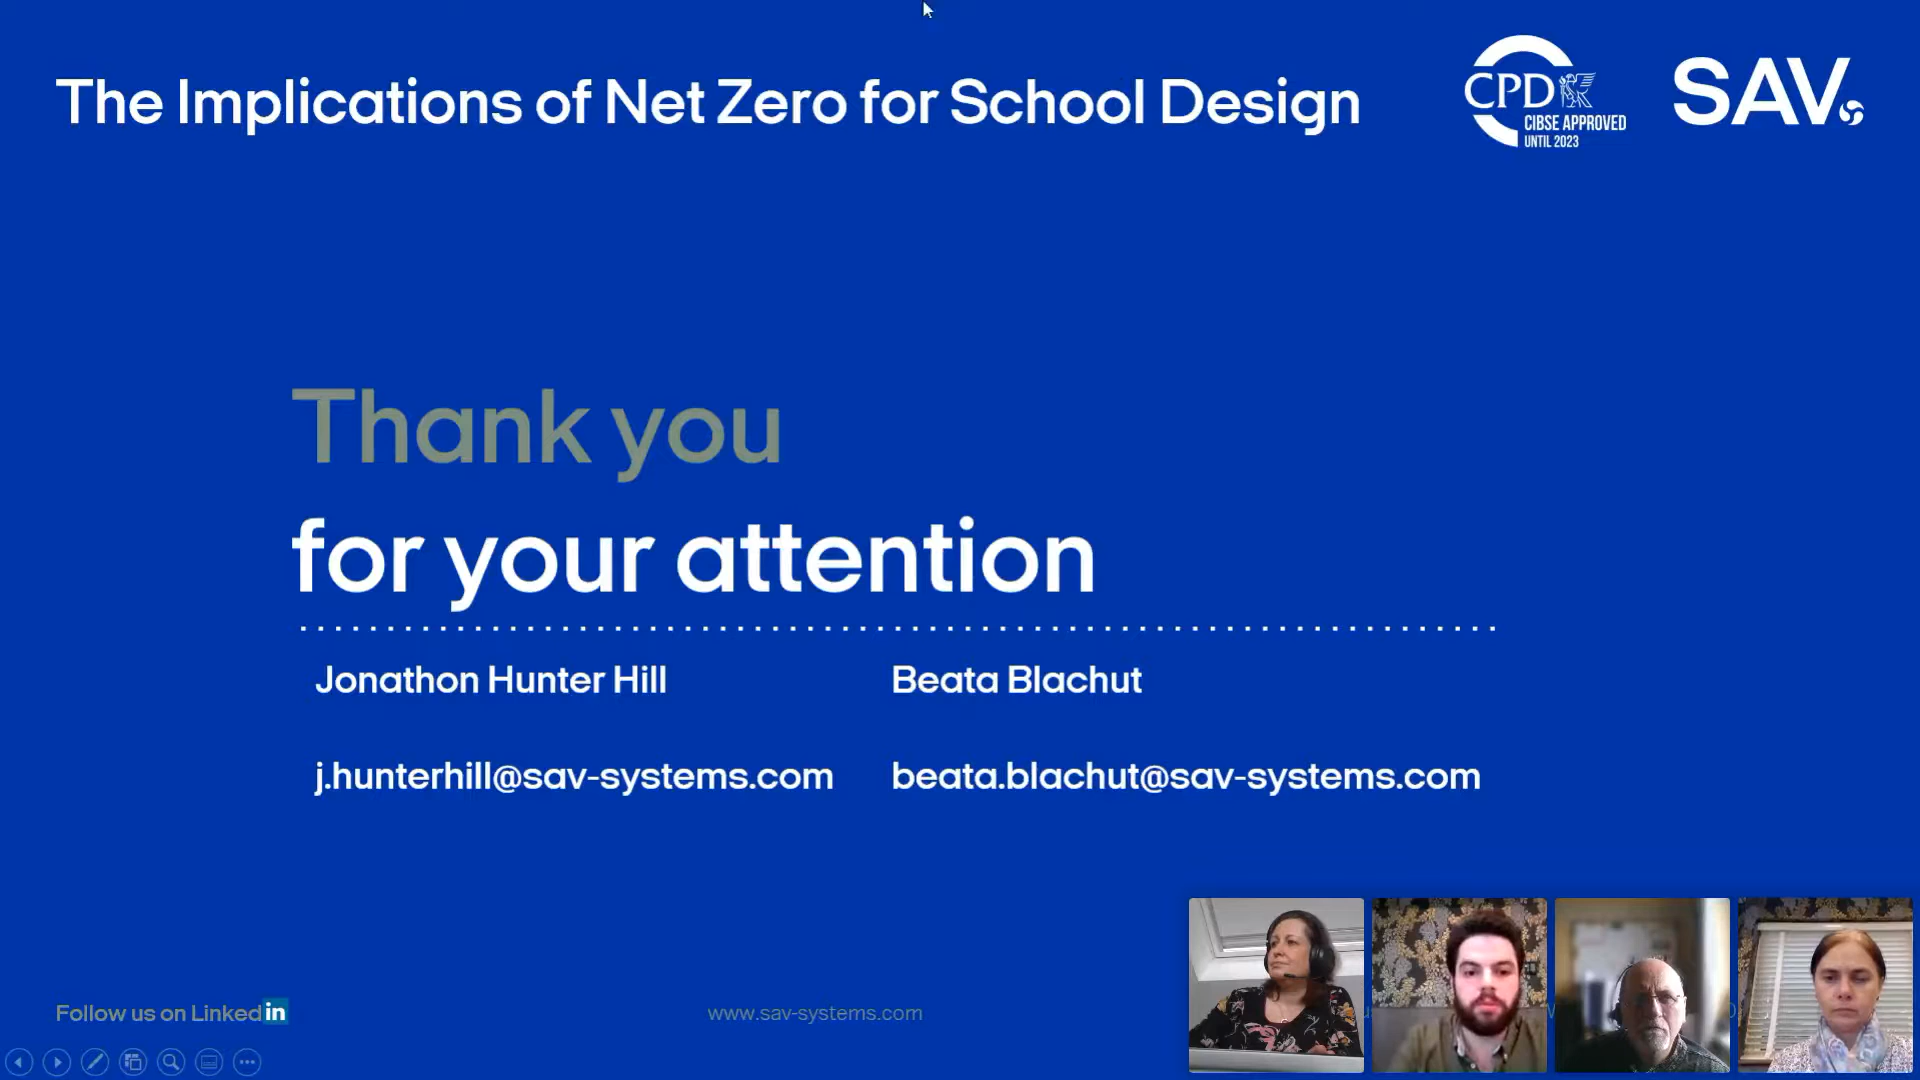 The Implications of Net Zero for School Design
CPD
CIBSE APPROVED
UNTIL 2023
SAV
Thank you
for your attention
Jonathon Hunter Hill
Beata Blachut
j.hunterhill@sav-systems.com
beata.blachut@sav-systems.com
Follow us on Linked in
www.sav-systems.com